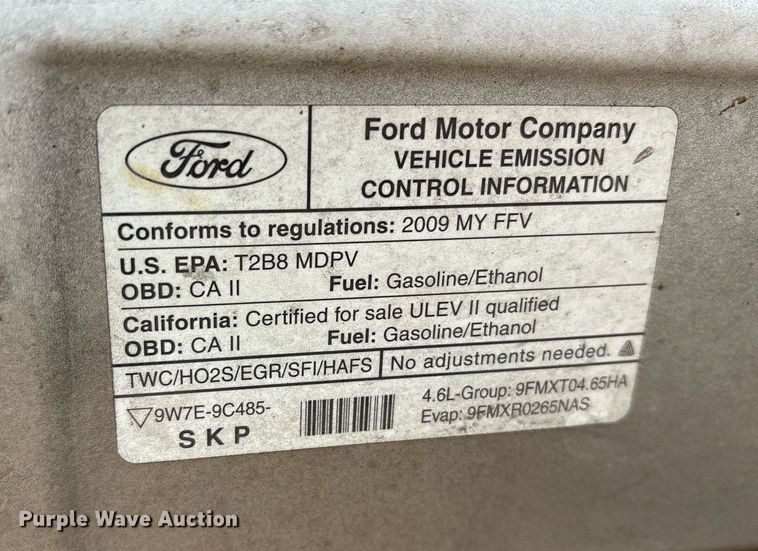 Ford
Ford Motor Company
VEHICLE EMISSION
CONTROL INFORMATION
Conforms to regulations: 2009 MY FFV
U.S. EPA: T2B8 MDPV
OBD: CA II Fuel: Gasoline/Ethanol
California: Certified for sale ULEV II qualified
OBD: CA II Fuel: Gasoline/Ethanol
TWC/HO2S/EGR/SFI/HAFS No adjustments needed.
9W7E-9C485- 4.6L-Group: 9FMXT04.65HA
SKP Evap: 9FMXR0265NAS
Purple Wave Auction